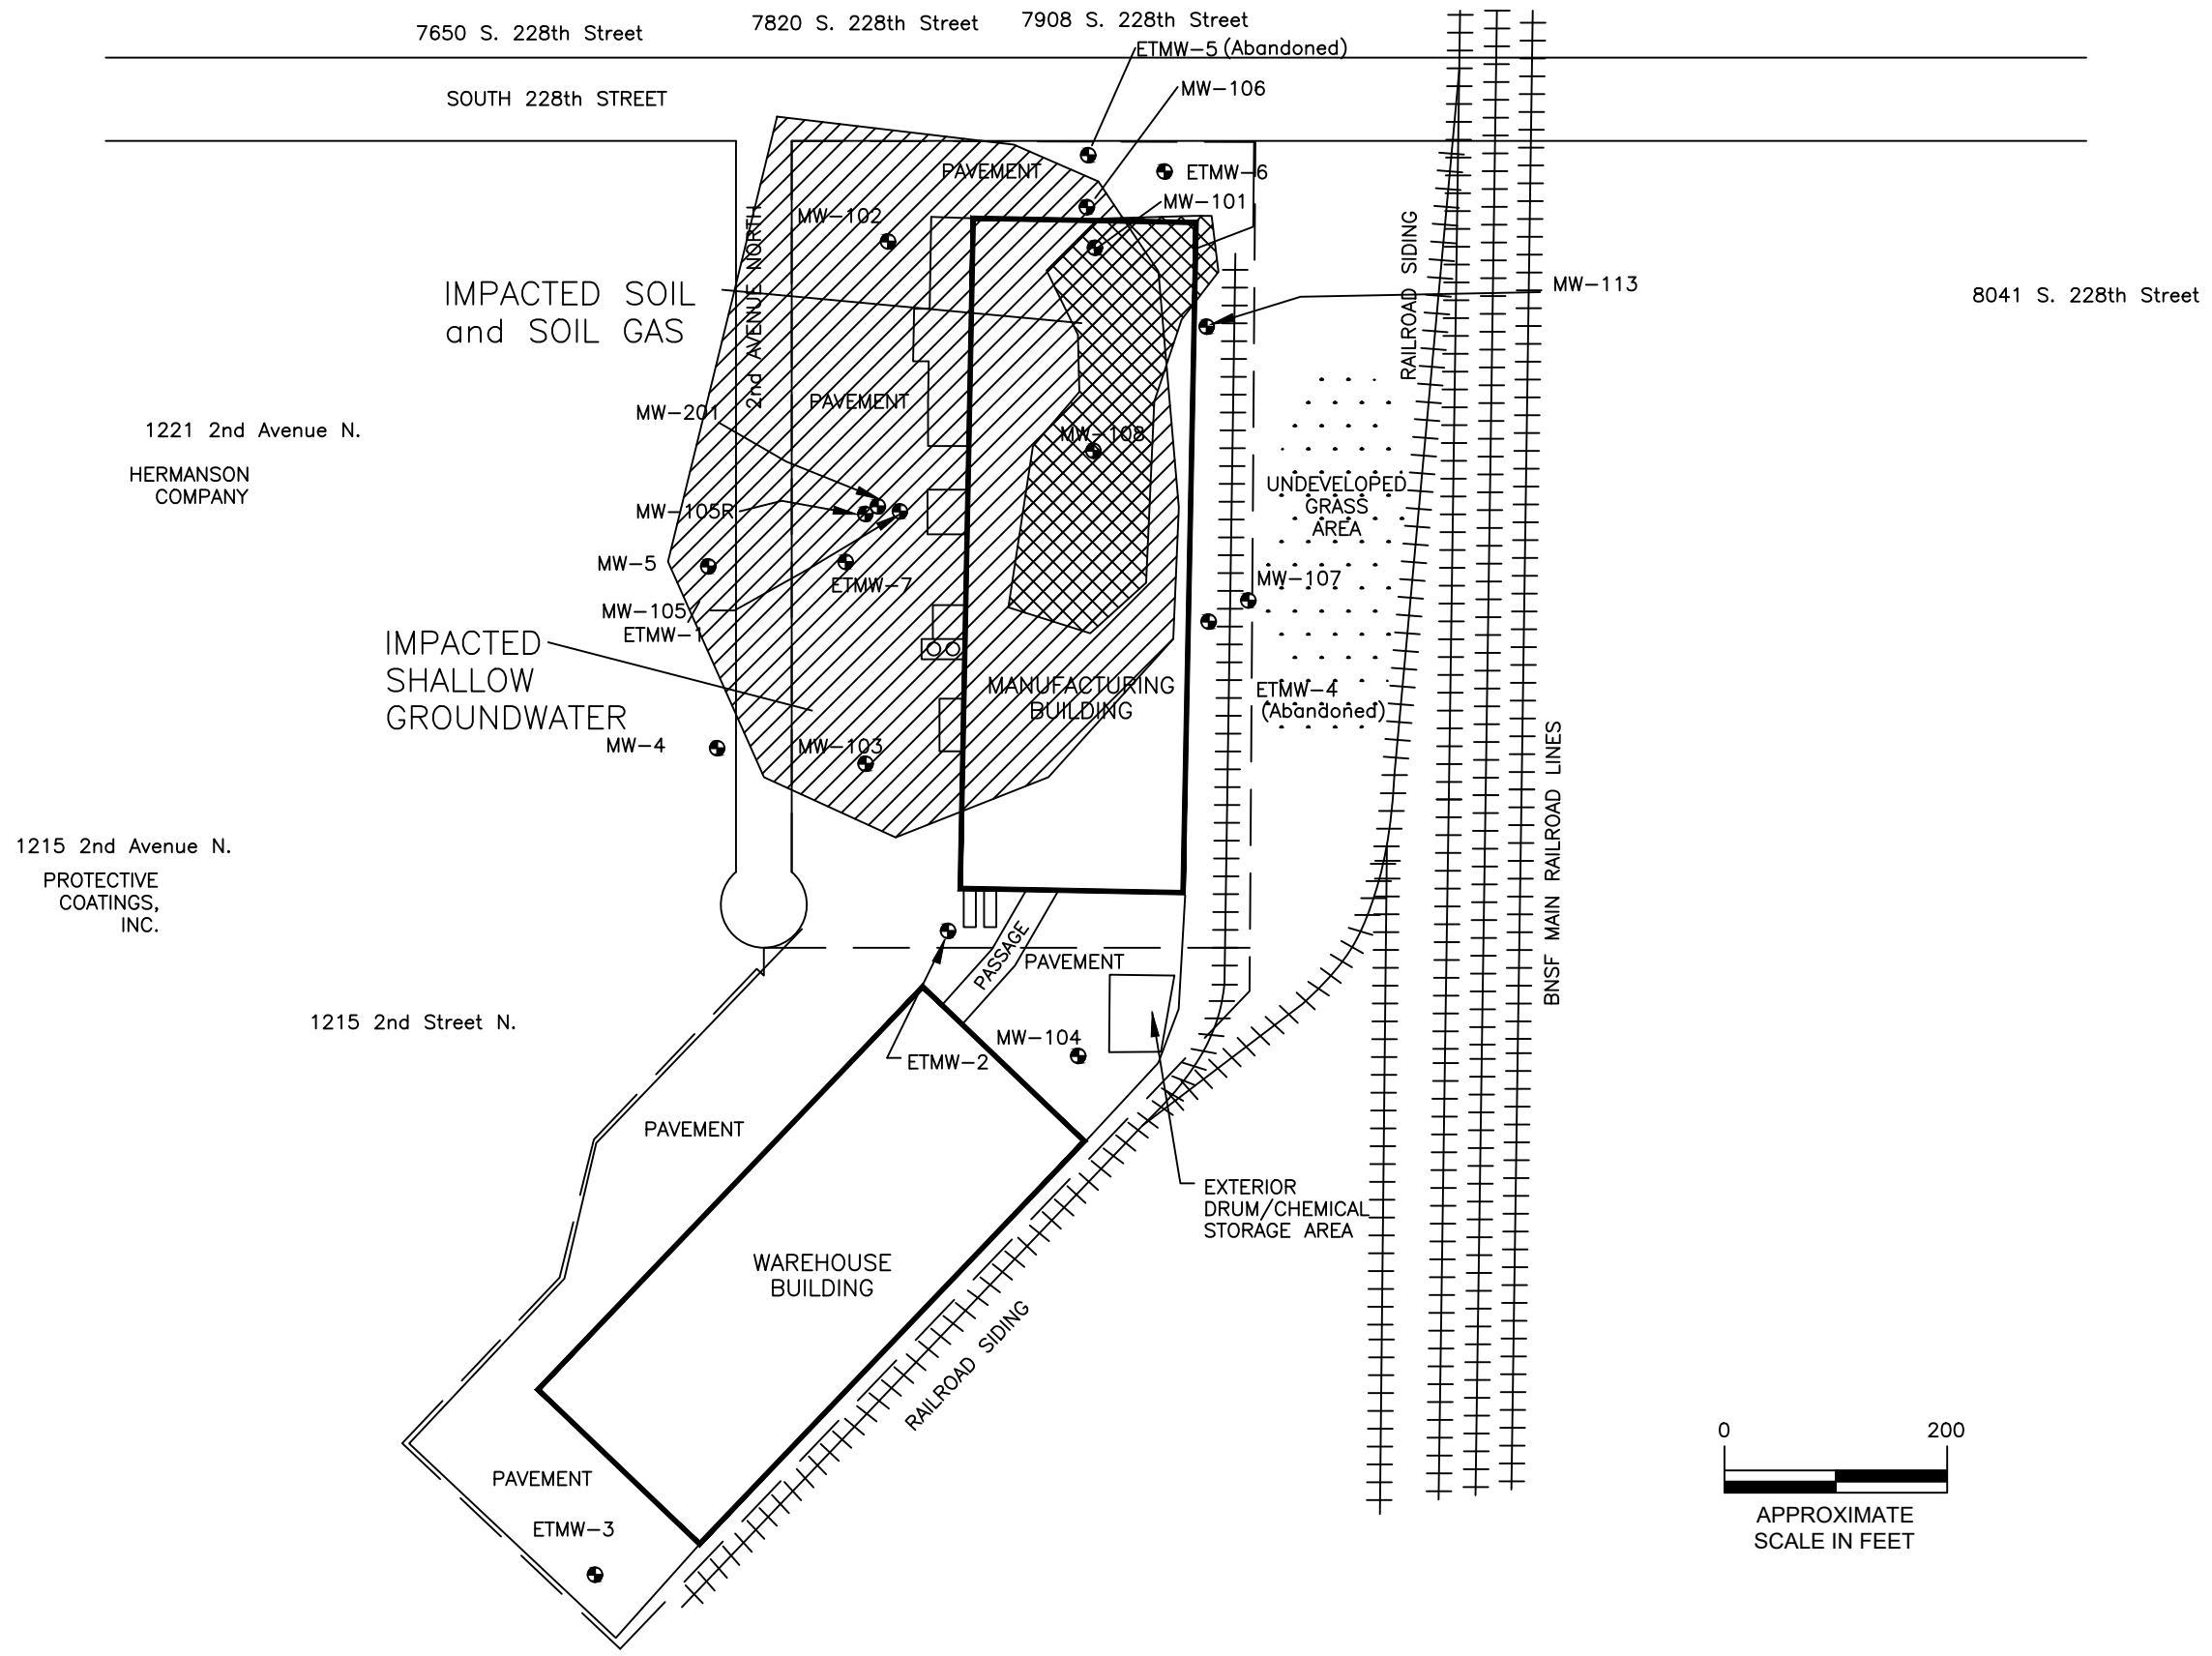 7650 S. 228th Street
7820 S. 228th Street
7908 S. 228th Street
ETMW-5 (Abandoned)
MW-106
SOUTH 228th STREET
PAVEMENT
ETMW-6
MW-101
MW-102
2nd AVENUE NORTH
RAILROAD SIDING
IMPACTED SOIL
and SOIL GAS
MW-113
8041 S. 228th Street
PAVEMENT
MW-201
1221 2nd Avenue N.
MW-108
HERMANSON
COMPANY
UNDEVELOPED
GRASS
AREA
MW-105R
MW-5
ETMW-7
MW-107
MW-105/
ETMW-1
IMPACTED
SHALLOW
GROUNDWATER
MANUFACTURING
BUILDING
ETMW-4
(Abandoned)
MW-4
MW-103
BNSF MAIN RAILROAD LINES
1215 2nd Avenue N.
PROTECTIVE
COATINGS,
INC.
PASSAGE
PAVEMENT
1215 2nd Street N.
MW-104
ETMW-2
PAVEMENT
EXTERIOR
DRUM/CHEMICAL
STORAGE AREA
WAREHOUSE
BUILDING
RAILROAD SIDING
PAVEMENT
ETMW-3
0 200
APPROXIMATE
SCALE IN FEET